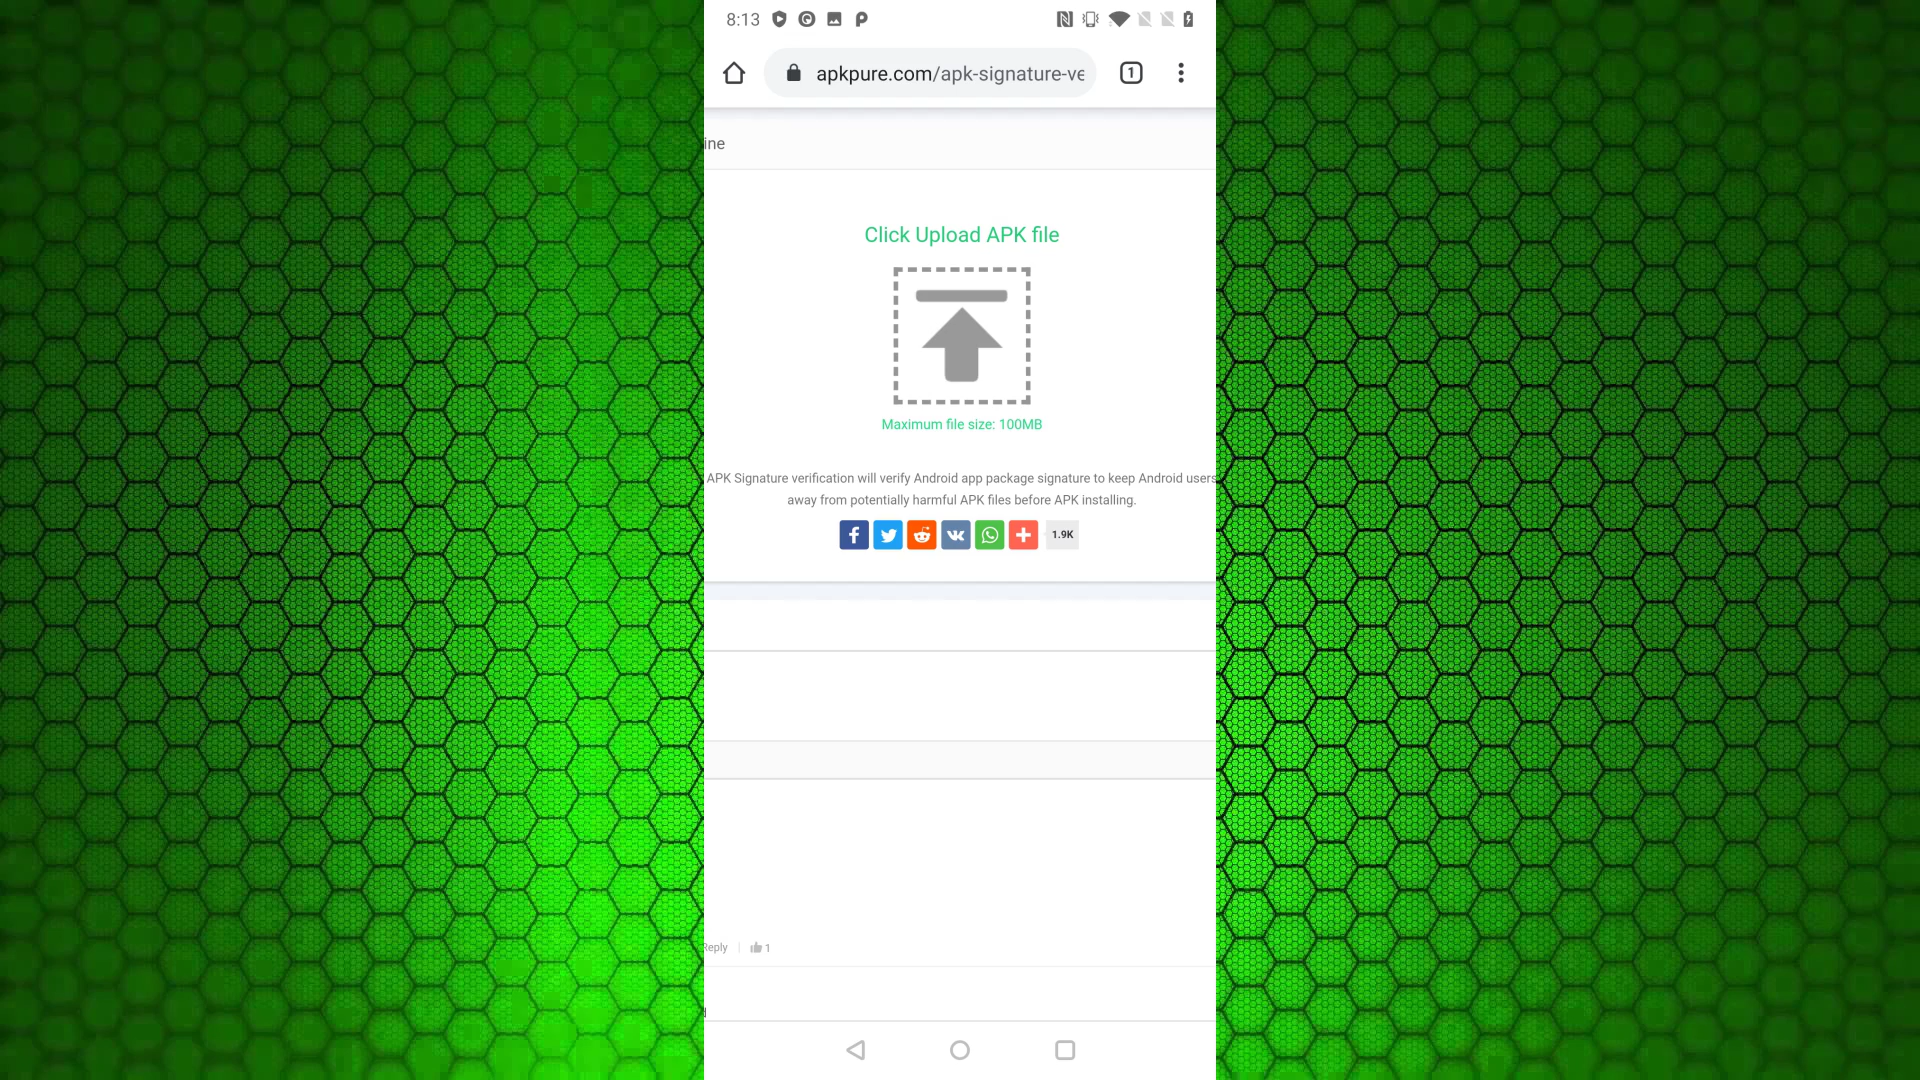 8:13
apkpure.com/apk-signature-ve
1
ine
Click Upload APK file
Maximum file size: 100MB
APK Signature verification will verify Android app package signature to keep Android users
away from potentially harmful APK files before APK installing.
1.9K
Reply | 1